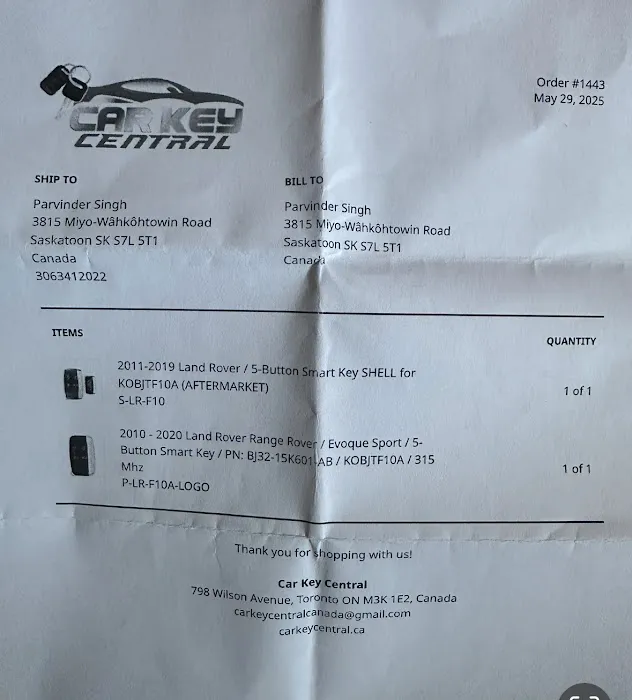 CAR KEY
CENTRAL
Order #1443
May 29, 2025
SHIP TO
Parvinder Singh
3815 Miyo-Wâhkôhtowin Road
Saskatoon SK S7L 5T1
Canada
3063412022
BILL TO
Parvinder Singh
3815 Miyo-Wâhkôhtowin Road
Saskatoon SK S7L 5T1
Canada
ITEMS
QUANTITY
2011-2019 Land Rover / 5-Button Smart Key SHELL for
KOBJTF10A (AFTERMARKET)
S-LR-F10
1 of 1
2010 - 2020 Land Rover Range Rover / Evoque Sport / 5-
Button Smart Key / PN: BJ32-15K601-AB / KOBJTF10A / 315
Mhz
P-LR-F10A-LOGO
1 of 1
Thank you for shopping with us!
Car Key Central
798 Wilson Avenue, Toronto ON M3K 1E2, Canada
carkeycentralcanada@gmail.com
carkeycentral.ca